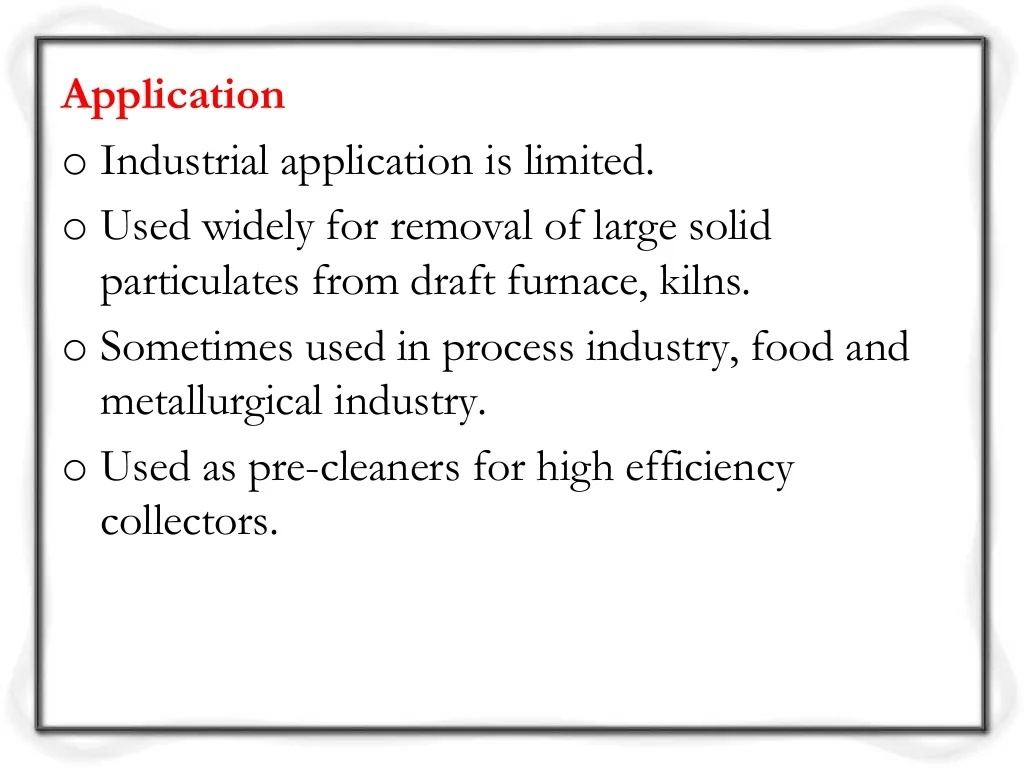 Application
o Industrial application is limited.
o Used widely for removal of large solid
particulates from draft furnace, kilns.
o Sometimes used in process industry, food and
metallurgical industry.
o Used as pre-cleaners for high efficiency
collectors.